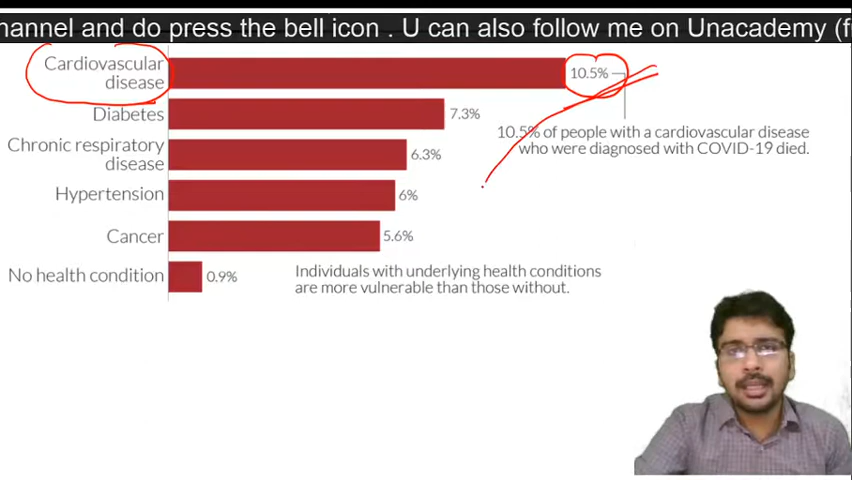 hannel and do press the bell icon . U can also follow me on Unacademy (f
Cardiovascular
disease
10.5%
Diabetes
7.3%
10.5% of people with a cardiovascular disease
who were diagnosed with COVID-19 died.
Chronic respiratory
disease
6.3%
Hypertension
6%
Cancer
5.6%
No health condition
0.9%
Individuals with underlying health conditions
are more vulnerable than those without.